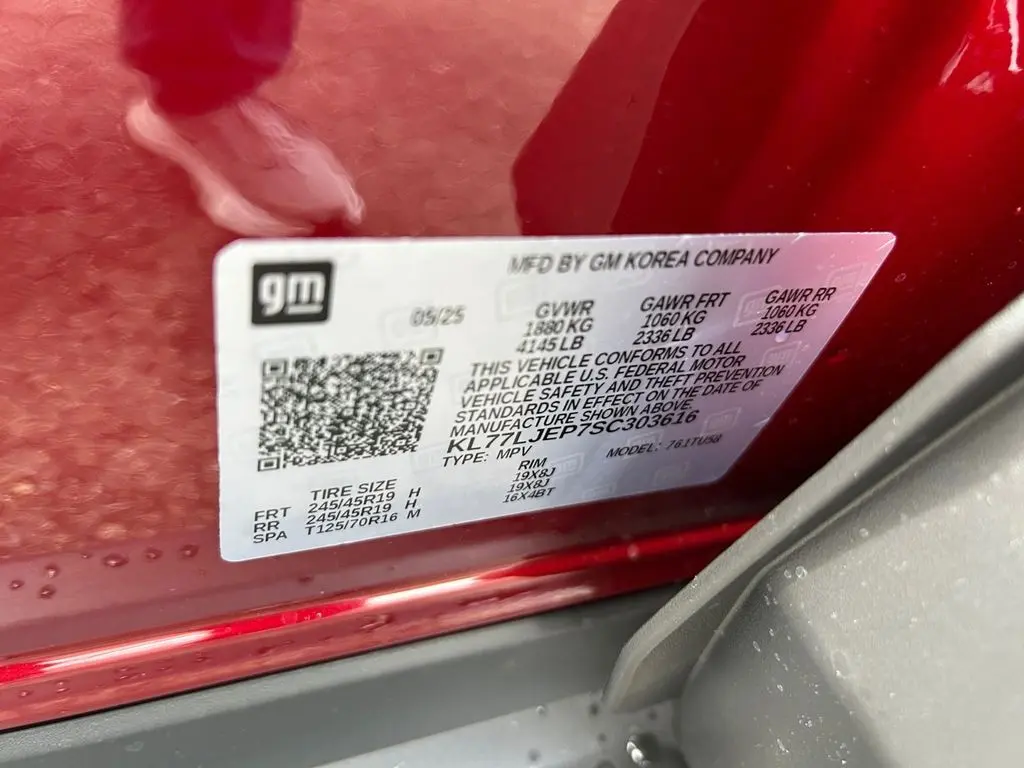 gm
MFD BY GM KOREA COMPANY
05/25
GVWR GAWR FRT GAWR RR
1880 KG 1060 KG 1060 KG
4145 LB 2336 LB 2336 LB
THIS VEHICLE CONFORMS TO ALL
APPLICABLE U.S. FEDERAL MOTOR
VEHICLE SAFETY AND THEFT PREVENTION
STANDARDS IN EFFECT ON THE DATE OF
MANUFACTURE SHOWN ABOVE.
KL77LJEP7SC303616
TYPE: MPV MODEL: 761TU58
TIRE SIZE RIM
FRT 245/45R19 H 19X8J
RR 245/45R19 H 19X8J
SPA T125/70R16 M 16X4BT